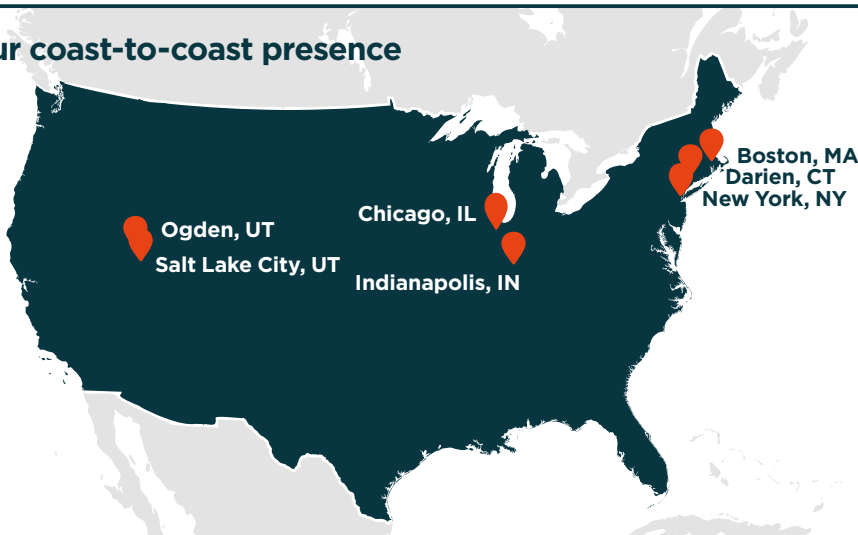 ur coast-to-coast presence
Boston, MA
Darien, CT
New York, NY
Chicago, IL
Ogden, UT
Salt Lake City, UT
Indianapolis, IN